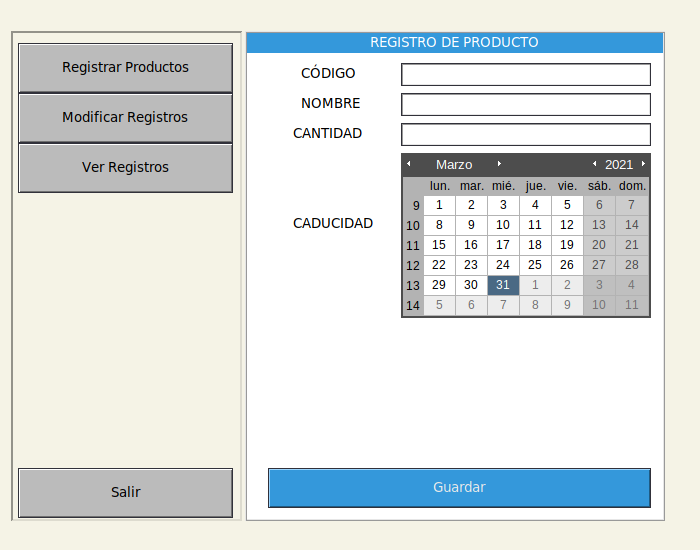 Registrar Productos
Modificar Registros
Ver Registros
Salir
REGISTRO DE PRODUCTO
CÓDIGO
NOMBRE
CANTIDAD
CADUCIDAD
Marzo 2021
lun. mar. mié. jue. vie. sáb. dom.
9 1 2 3 4 5 6 7
10 8 9 10 11 12 13 14
11 15 16 17 18 19 20 21
12 22 23 24 25 26 27 28
13 29 30 31 1 2 3 4
14 5 6 7 8 9 10 11
Guardar